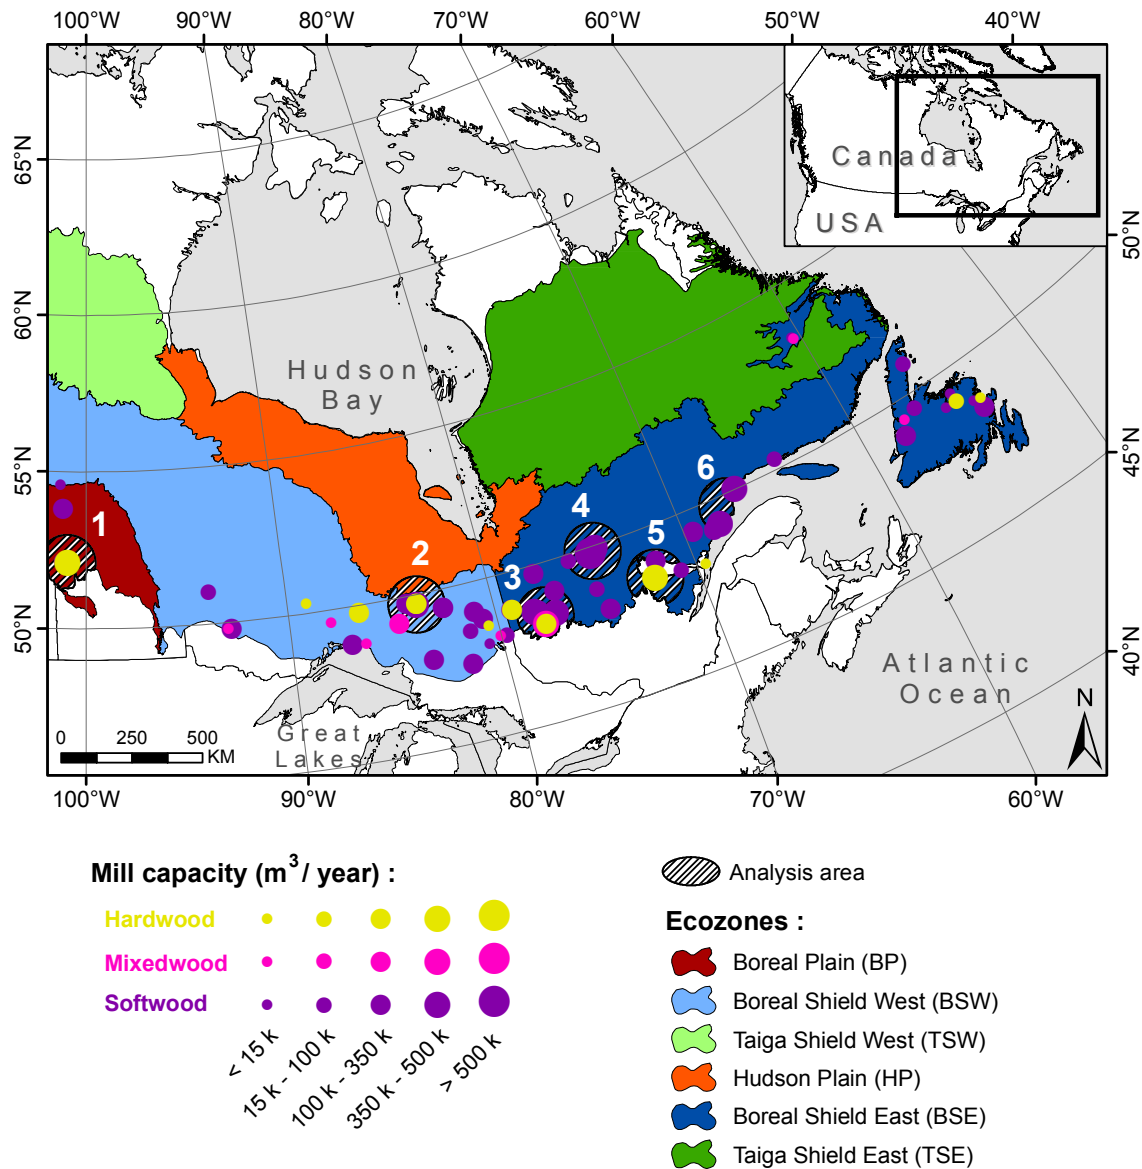 100°W 90°W 80°W 70°W 60°W 50°W 40°W
65°N
60°N
55°N
50°N
50°N
45°N
40°N
Canada
USA
Hudson
Bay
1
2
3
4
5
6
Atlantic
Ocean
N
Great
Lakes
0 250 500
KM
100°W 90°W 80°W 70°W 60°W
Mill capacity (m³ / year) :
Hardwood
Mixedwood
Softwood
< 15 k
15 k - 100 k
100 k - 350 k
350 k - 500 k
> 500 k
Analysis area
Ecozones :
Boreal Plain (BP)
Boreal Shield West (BSW)
Taiga Shield West (TSW)
Hudson Plain (HP)
Boreal Shield East (BSE)
Taiga Shield East (TSE)